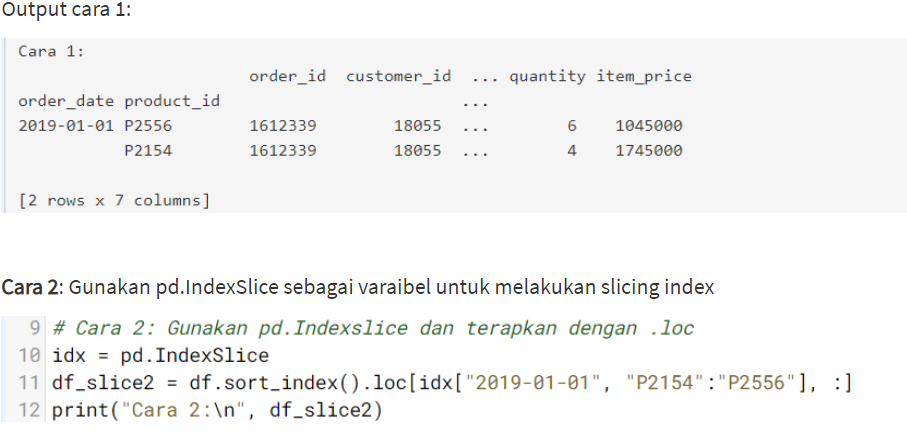 Output cara 1:
Cara 1:
order_id customer_id ... quantity item_price
order_date product_id ...
2019-01-01 P2556 1612339 18055 ... 6 1045000
P2154 1612339 18055 ... 4 1745000
[2 rows x 7 columns]
Cara 2: Gunakan pd.IndexSlice sebagai varaibel untuk melakukan slicing index
9 # Cara 2: Gunakan pd.Indexslice dan terapkan dengan .loc
10 idx = pd.IndexSlice
11 df_slice2 = df.sort_index().loc[idx["2019-01-01", "P2154":"P2556"], :]
12 print("Cara 2:\n", df_slice2)